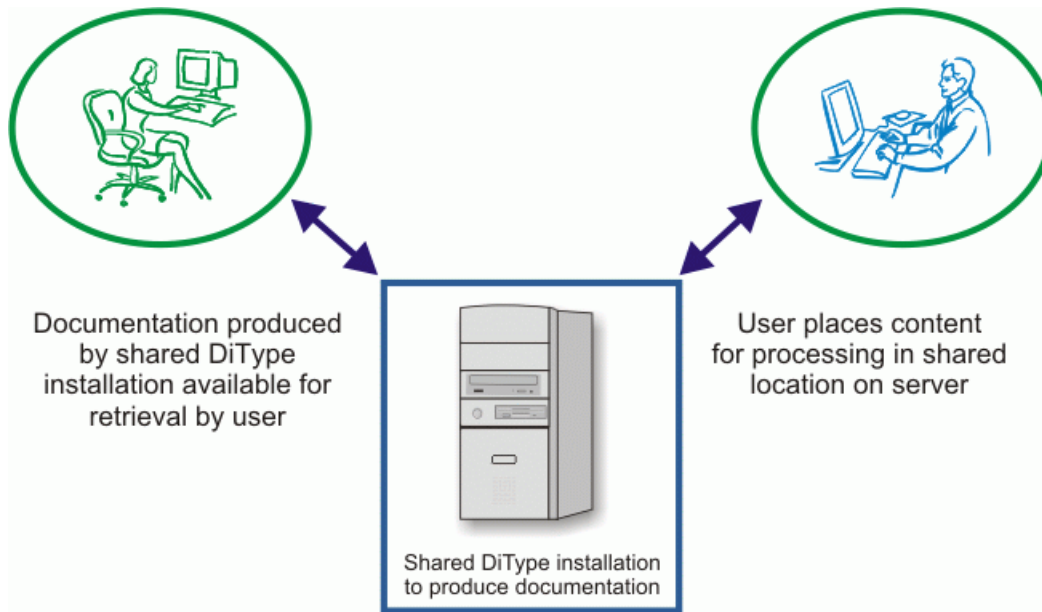 Documentation produced
by shared DiType
installation available for
retrieval by user
User places content
for processing in shared
location on server
Shared DiType installation
to produce documentation